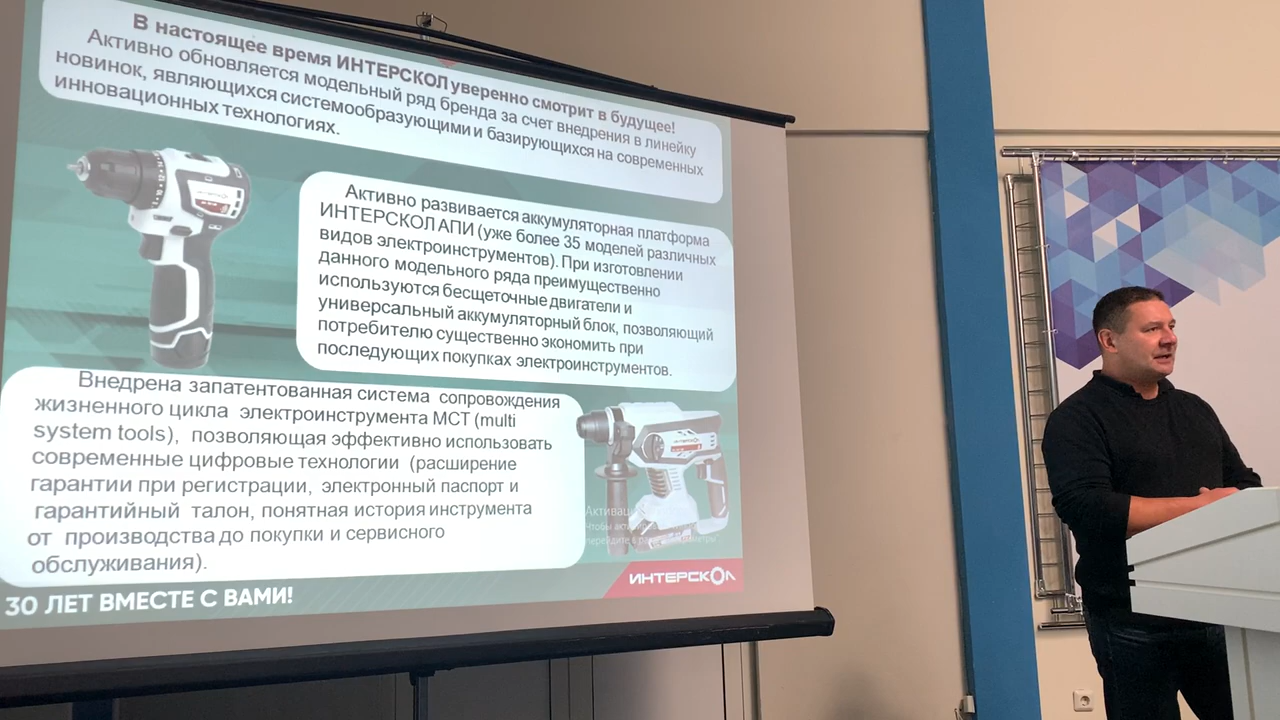 В настоящее время ИНТЕРСКОЛ уверенно смотрит в будущее!
Активно обновляется модельный ряд бренда за счет внедрения в линейку
новинок, являющихся системообразующими и базирующихся на современных
инновационных технологиях.
Активно развивается аккумуляторная платформа
ИНТЕРСКОЛ АПИ (уже более 35 моделей различных
видов электроинструментов). При изготовлении
данного модельного ряда преимущественно
используются бесщеточные двигатели и
универсальный аккумуляторный блок, позволяющий
потребителю существенно экономить при
последующих покупках электроинструментов.
Внедрена запатентованная система сопровождения
жизненного цикла электроинструмента МСТ (multi
system tools), позволяющая эффективно использовать
современные цифровые технологии (расширение
гарантии при регистрации, электронный паспорт и
гарантийный талон, понятная история инструмента
от производства до покупки и сервисного
обслуживания).
ИНТЕРСКОЛ
30 ЛЕТ ВМЕСТЕ С ВАМИ!
ИНТЕРСКОЛ